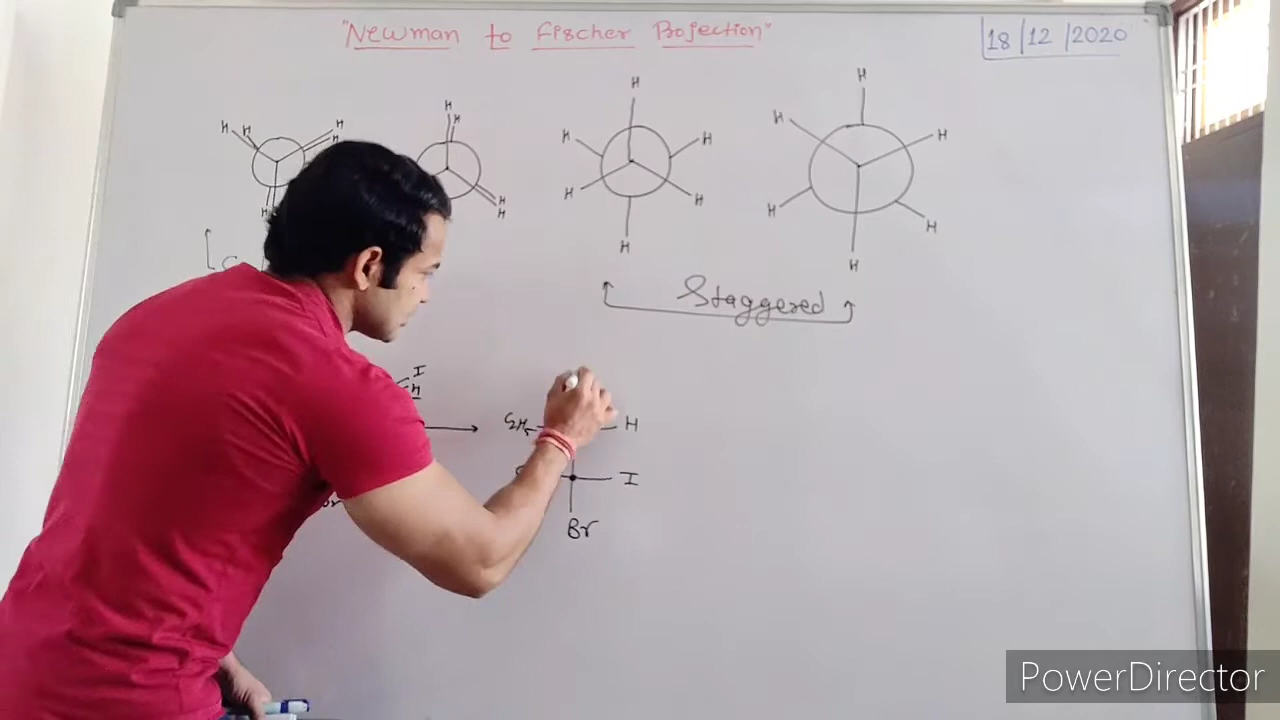 "Newman to Fischer Projection"
18/12/2020
H H H H H
H H H
H H
H H H H
H H
H
H H
H H H
H
Staggered
I
H
H
I
Br
PowerDirector